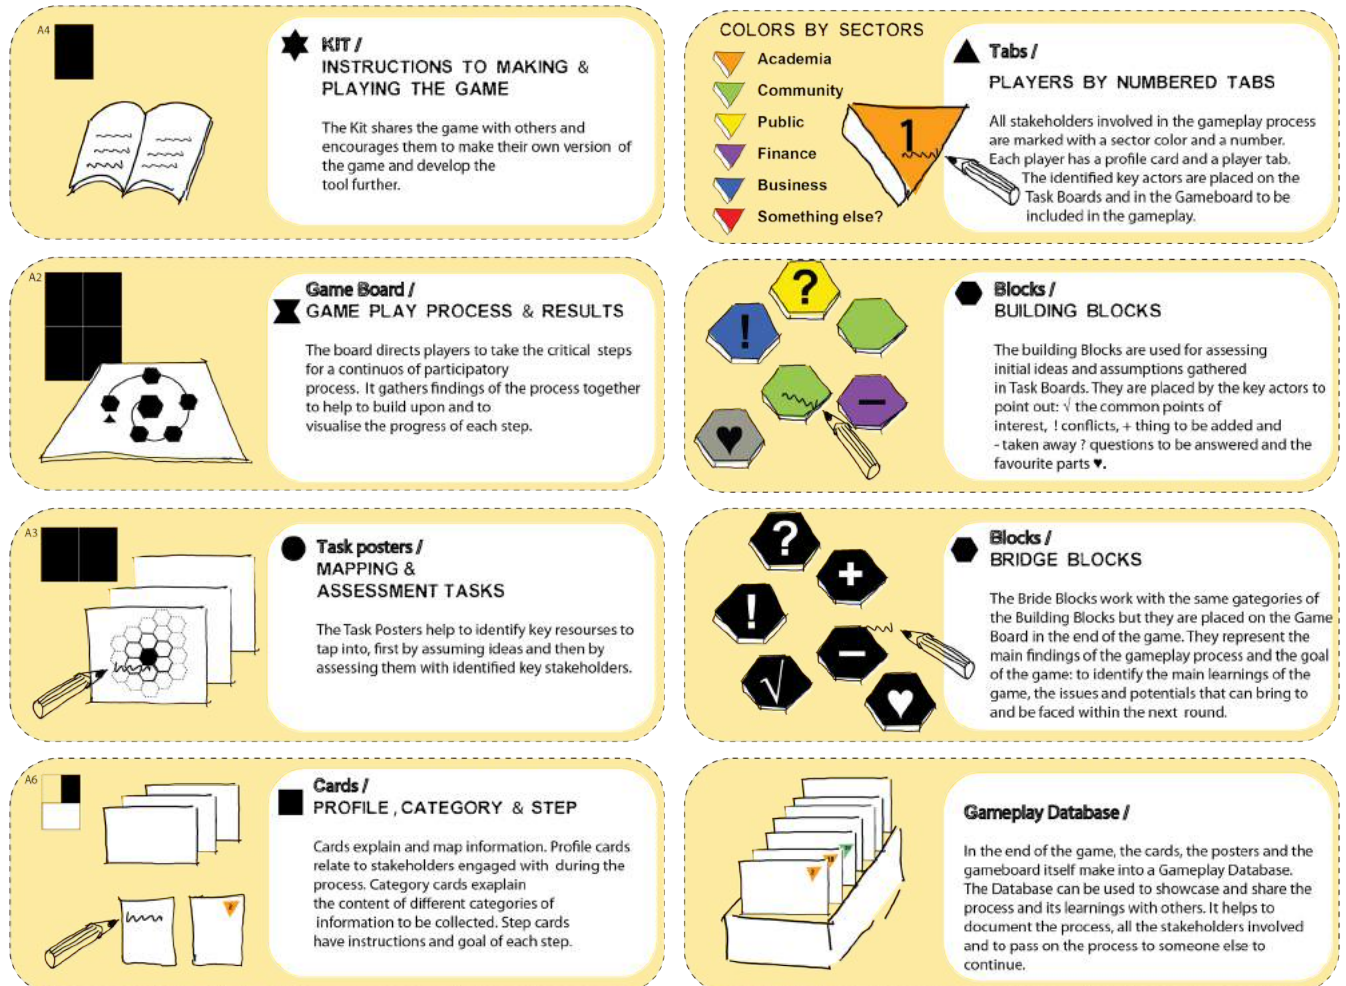 A4
KIT /
INSTRUCTIONS TO MAKING &
PLAYING THE GAME
The Kit shares the game with others and
encourages them to make their own version of
the game and develop the
tool further.
A2
Game Board /
GAME PLAY PROCESS & RESULTS
The board directs players to take the critical steps
for a continuos of participatory
process. It gathers findings of the process together
to help to build upon and to
visualise the progress of each step.
A3
Task posters /
MAPPING &
ASSESSMENT TASKS
The Task Posters help to identify key resourses to
tap into, first by assuming ideas and then by
assessing them with identified key stakeholders.
A6
Cards /
PROFILE, CATEGORY & STEP
Cards explain and map information. Profile cards
relate to stakeholders engaged with during the
process. Category cards exaplain
the content of different categories of
information to be collected. Step cards
have instructions and goal of each step.
2
COLORS BY SECTORS
Academia
Community
Public
Finance
Business
Something else?
1
Tabs /
PLAYERS BY NUMBERED TABS
All stakeholders involved in the gameplay process
are marked with a sector color and a number.
Each player has a profile card and a player tab.
The identified key actors are placed on the
Task Boards and in the Gameboard to be
included in the gameplay.
?
!
−
♥
Blocks /
BUILDING BLOCKS
The building Blocks are used for assessing
initial ideas and assumptions gathered
in Task Boards. They are placed by the key actors to
point out: √ the common points of
interest, ! conflicts, + thing to be added and
- taken away ? questions to be answered and the
favourite parts ♥.
?
+
!
−
√
♥
Blocks /
BRIDGE BLOCKS
The Bride Blocks work with the same gategories of
the Building Blocks but they are placed on the Game
Board in the end of the game. They represent the
main findings of the gameplay process and the goal
of the game: to identify the main learnings of the
game, the issues and potentials that can bring to
and be faced within the next round.
Gameplay Database /
In the end of the game, the cards, the posters and the
gameboard itself make into a Gameplay Database.
The Database can be used to showcase and share the
process and its learnings with others. It helps to
document the process, all the stakeholders involved
and to pass on the process to someone else to
continue.